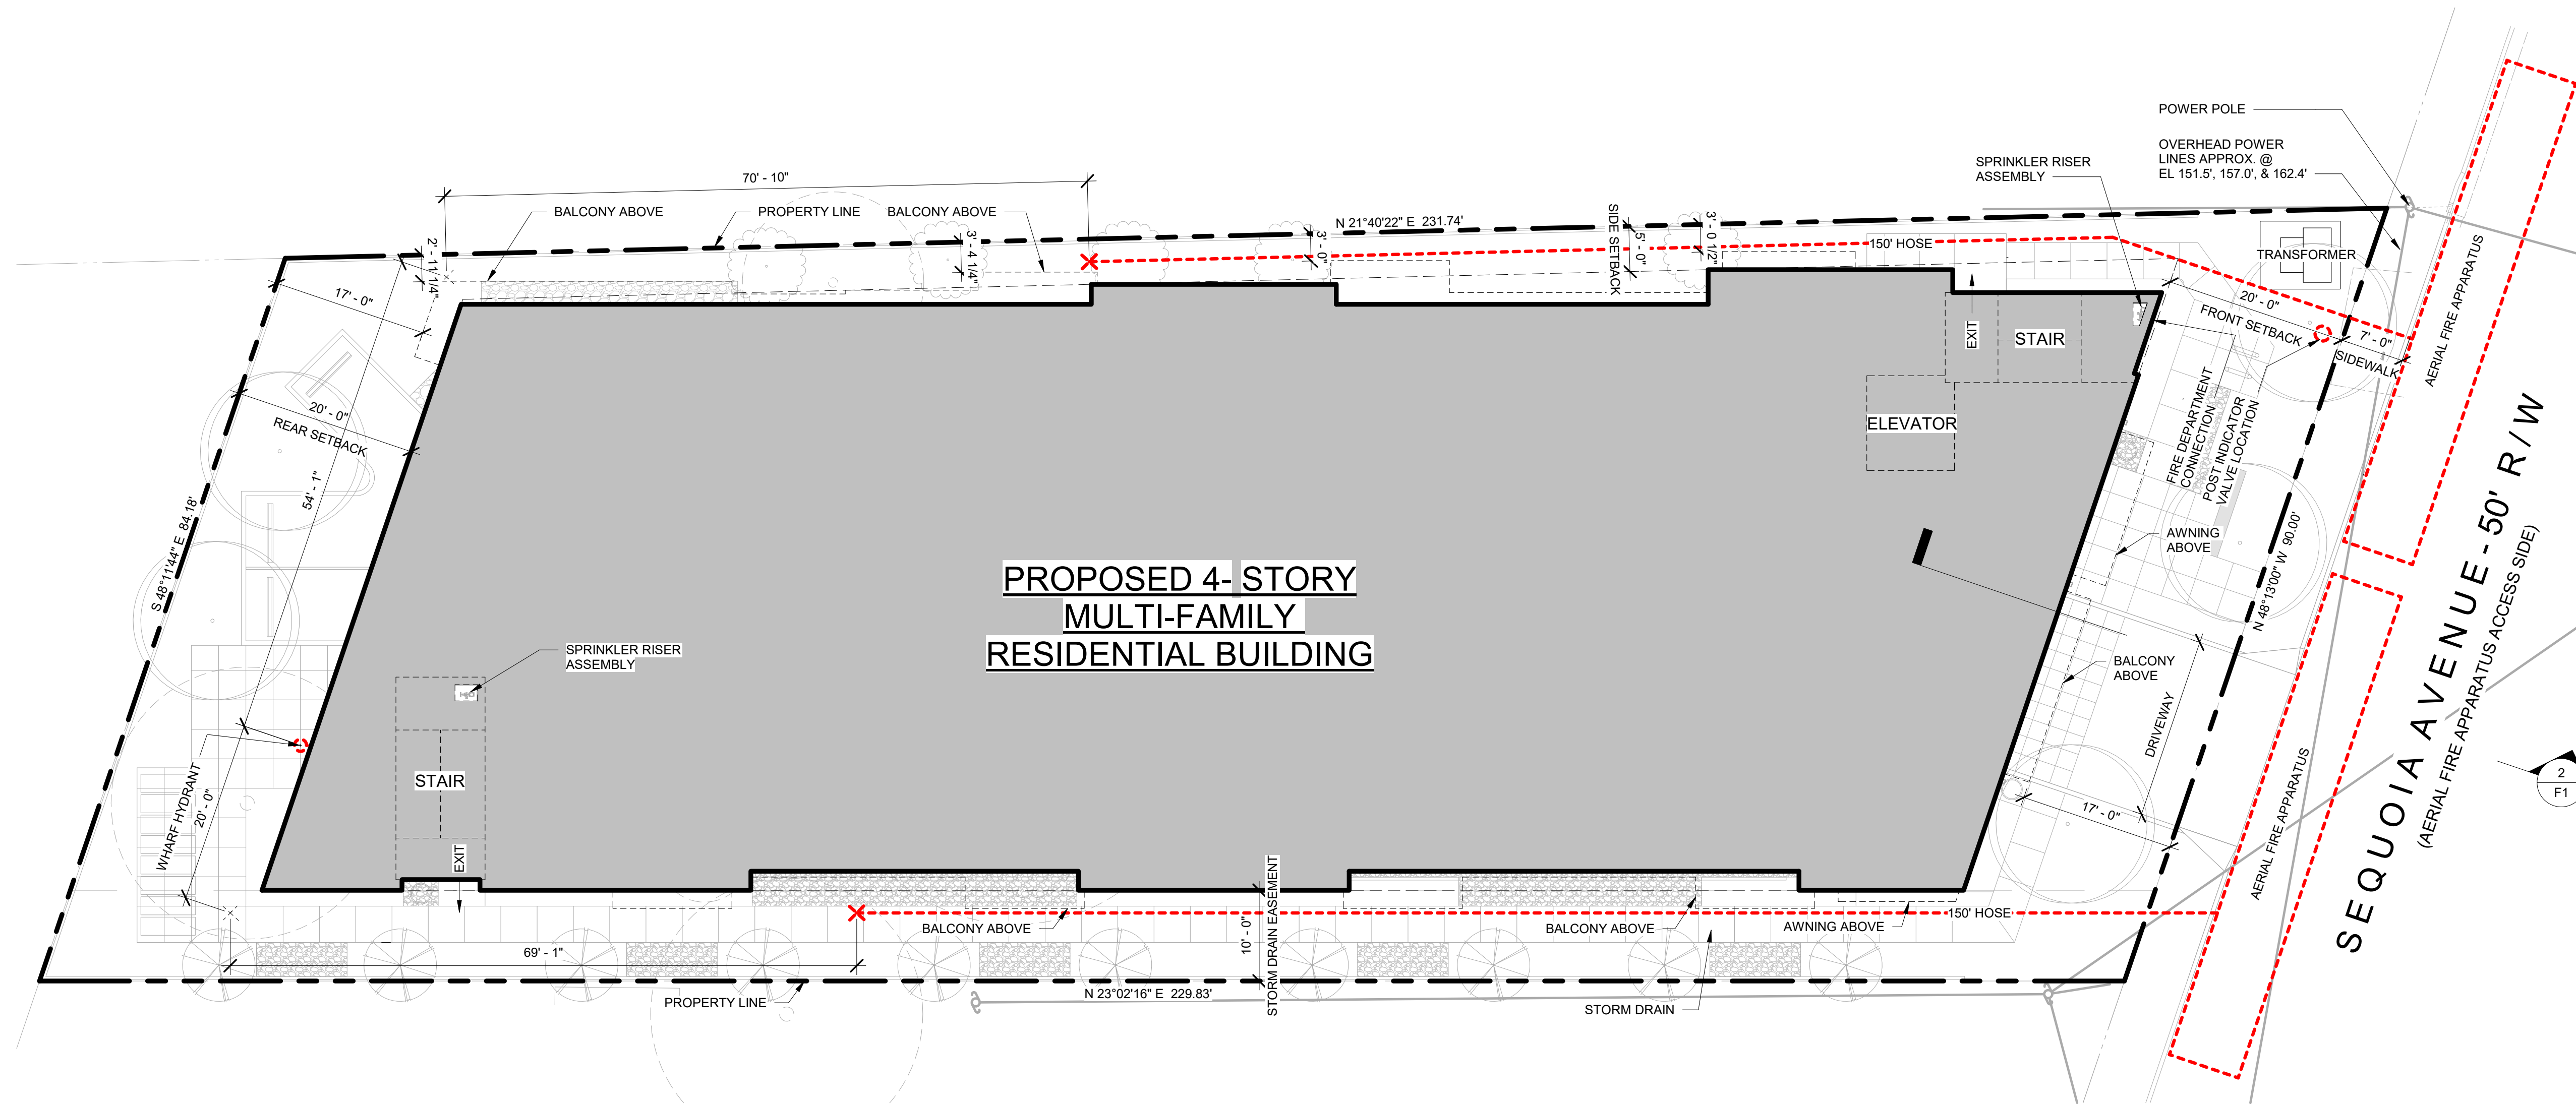 POWER POLE
OVERHEAD POWER
LINES APPROX. @
EL 151.5', 157.0', & 162.4'
SPRINKLER RISER
ASSEMBLY
70' - 10"
BALCONY ABOVE
PROPERTY LINE
BALCONY ABOVE
N 21°40'22" E  231.74'
SIDE SETBACK
5' - 0"
3' - 0 1/2"
3' - 0"
3' - 4 1/4"
2' - 11 1/4"
150' HOSE
TRANSFORMER
AERIAL FIRE APPARATUS
17' - 0"
20' - 0"
FRONT SETBACK
7' - 0"
SIDEWALK
EXIT
STAIR
ELEVATOR
FIRE DEPARTMENT
CONNECTION
POST INDICATOR
VALVE LOCATION
20' - 0"
REAR SETBACK
54' - 1"
S 48°11'44" E  84.18'
AWNING
ABOVE
N 48°13'00" W  90.00'
SEQUOIA AVENUE - 50' R/W
(AERIAL FIRE APPARATUS ACCESS SIDE)
PROPOSED 4- STORY
MULTI-FAMILY
RESIDENTIAL BUILDING
SPRINKLER RISER
ASSEMBLY
BALCONY
ABOVE
DRIVEWAY
17' - 0"
AERIAL FIRE APPARATUS
2
F1
STAIR
WHARF HYDRANT
20' - 0"
EXIT
69' - 1"
BALCONY ABOVE
10' - 0"
STORM DRAIN EASEMENT
BALCONY ABOVE
AWNING ABOVE
150' HOSE
PROPERTY LINE
N 23°02'16" E  229.83'
STORM DRAIN